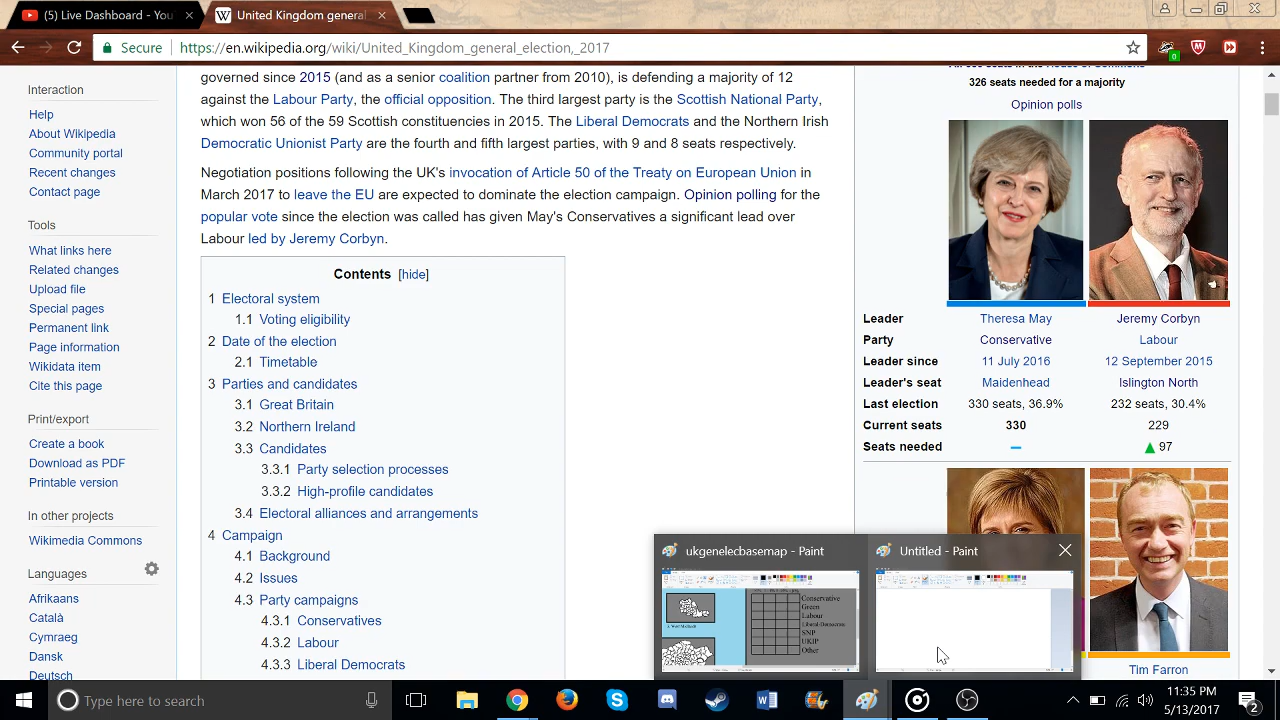 (5) Live Dashboard - You
United Kingdom general
Secure
https://en.wikipedia.org/wiki/United_Kingdom_general_election,_2017
0
Interaction
Help
About Wikipedia
Community portal
Recent changes
Contact page
Tools
What links here
Related changes
Upload file
Special pages
Permanent link
Page information
Wikidata item
Cite this page
Print/export
Create a book
Download as PDF
Printable version
In other projects
Wikimedia Commons
Languages
Afrikaans
Català
Cymraeg
Dansk
Deutsch
governed since 2015 (and as a senior coalition partner from 2010), is defending a majority of 12
against the Labour Party, the official opposition. The third largest party is the Scottish National Party,
which won 56 of the 59 Scottish constituencies in 2015. The Liberal Democrats and the Northern Irish
Democratic Unionist Party are the fourth and fifth largest parties, with 9 and 8 seats respectively.
Negotiation positions following the UK's invocation of Article 50 of the Treaty on European Union in
March 2017 to leave the EU are expected to dominate the election campaign. Opinion polling for the
popular vote since the election was called has given May's Conservatives a significant lead over
Labour led by Jeremy Corbyn.
Contents [hide]
1 Electoral system
1.1 Voting eligibility
2 Date of the election
2.1 Timetable
3 Parties and candidates
3.1 Great Britain
3.2 Northern Ireland
3.3 Candidates
3.3.1 Party selection processes
3.3.2 High-profile candidates
3.4 Electoral alliances and arrangements
4 Campaign
4.1 Background
4.2 Issues
4.3 Party campaigns
4.3.1 Conservatives
4.3.2 Labour
4.3.3 Liberal Democrats
326 seats needed for a majority
Opinion polls
Leader Theresa May Jeremy Corbyn
Party Conservative Labour
Leader since 11 July 2016 12 September 2015
Leader's seat Maidenhead Islington North
Last election 330 seats, 36.9% 232 seats, 30.4%
Current seats 330 229
Seats needed – 97
Tim Farron
ukgenelecbasemap - Paint
Untitled - Paint
Conservative
Green
Labour
Liberal-Democrats
SNP
UKIP
Other
Type here to search
11:35 PM
5/13/2017
2